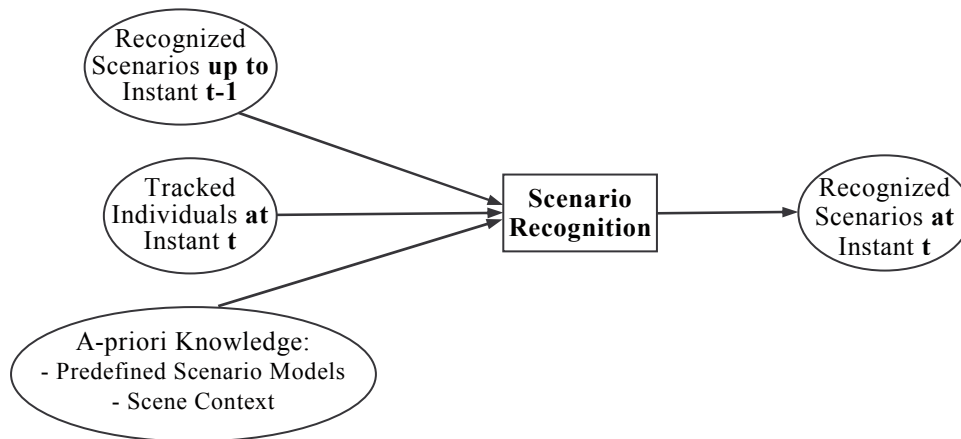 Recognized
Scenarios up to
Instant t-1
Tracked
Individuals at
Instant t
A-priori Knowledge:
- Predefined Scenario Models
- Scene Context
Scenario
Recognition
Recognized
Scenarios at
Instant t